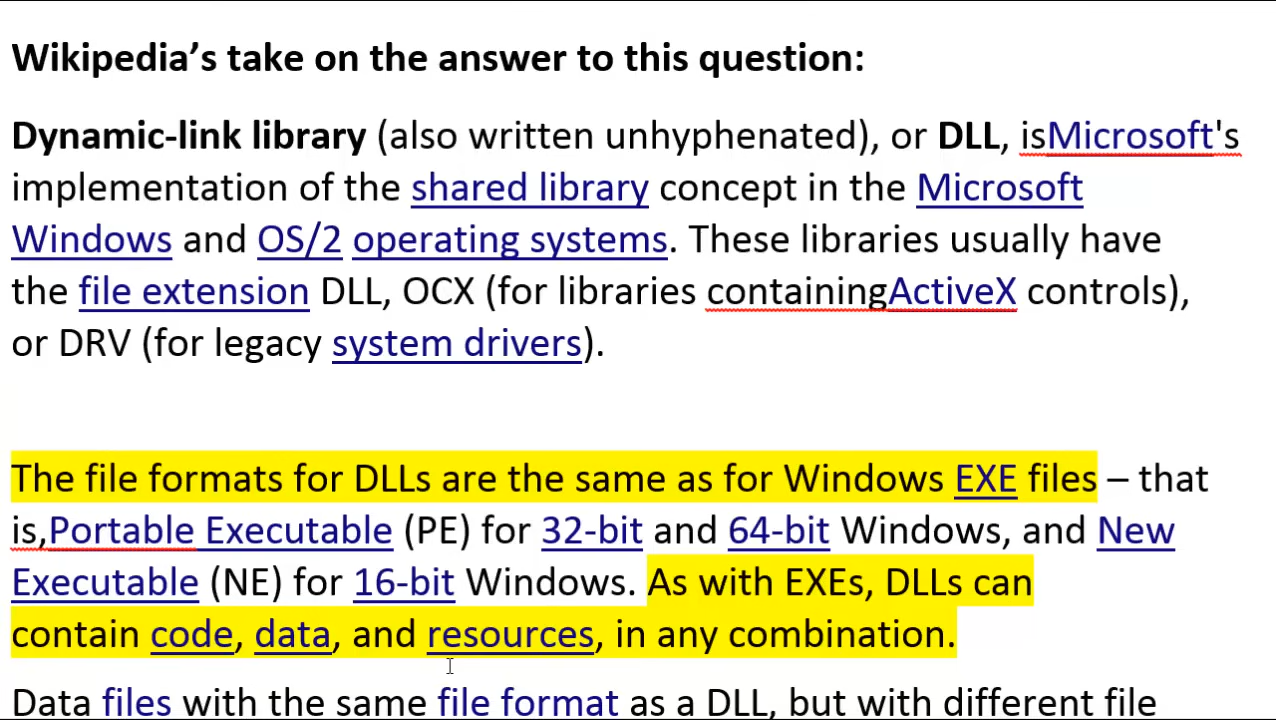 Wikipedia’s take on the answer to this question:
Dynamic-link library (also written unhyphenated), or DLL, isMicrosoft's
implementation of the shared library concept in the Microsoft
Windows and OS/2 operating systems. These libraries usually have
the file extension DLL, OCX (for libraries containingActiveX controls),
or DRV (for legacy system drivers).
The file formats for DLLs are the same as for Windows EXE files – that
is,Portable Executable (PE) for 32-bit and 64-bit Windows, and New
Executable (NE) for 16-bit Windows. As with EXEs, DLLs can
contain code, data, and resources, in any combination.
Data files with the same file format as a DLL, but with different file